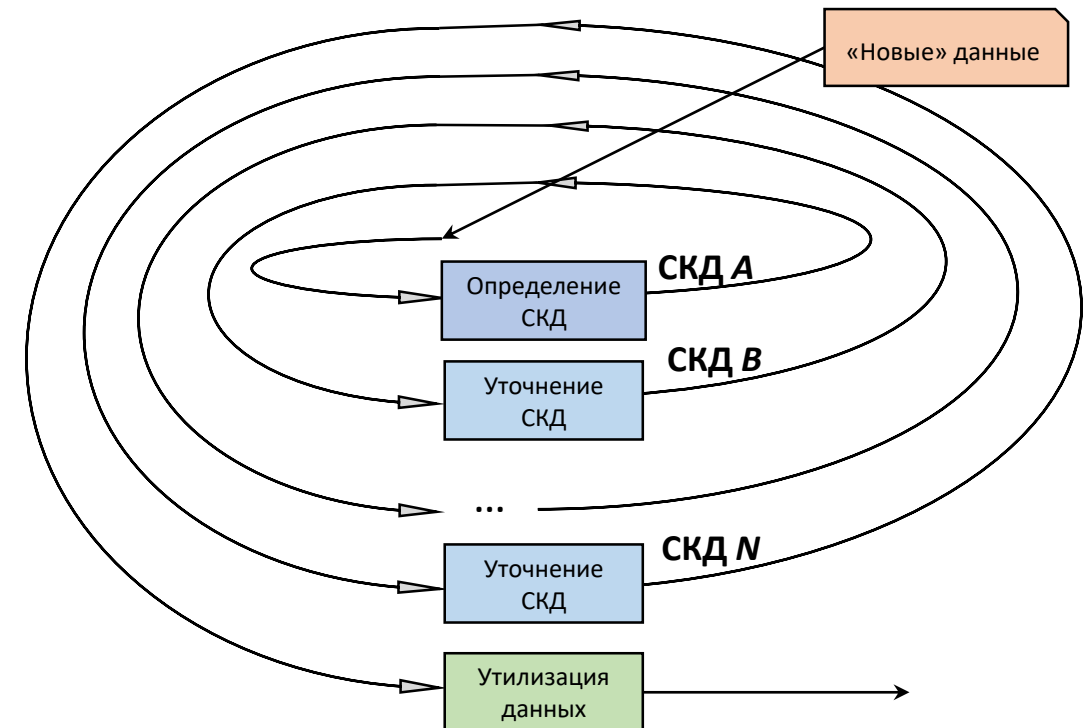 «Новые» данные
СКД A
Определение
СКД
СКД B
Уточнение
СКД
...
СКД N
Уточнение
СКД
Утилизация
данных